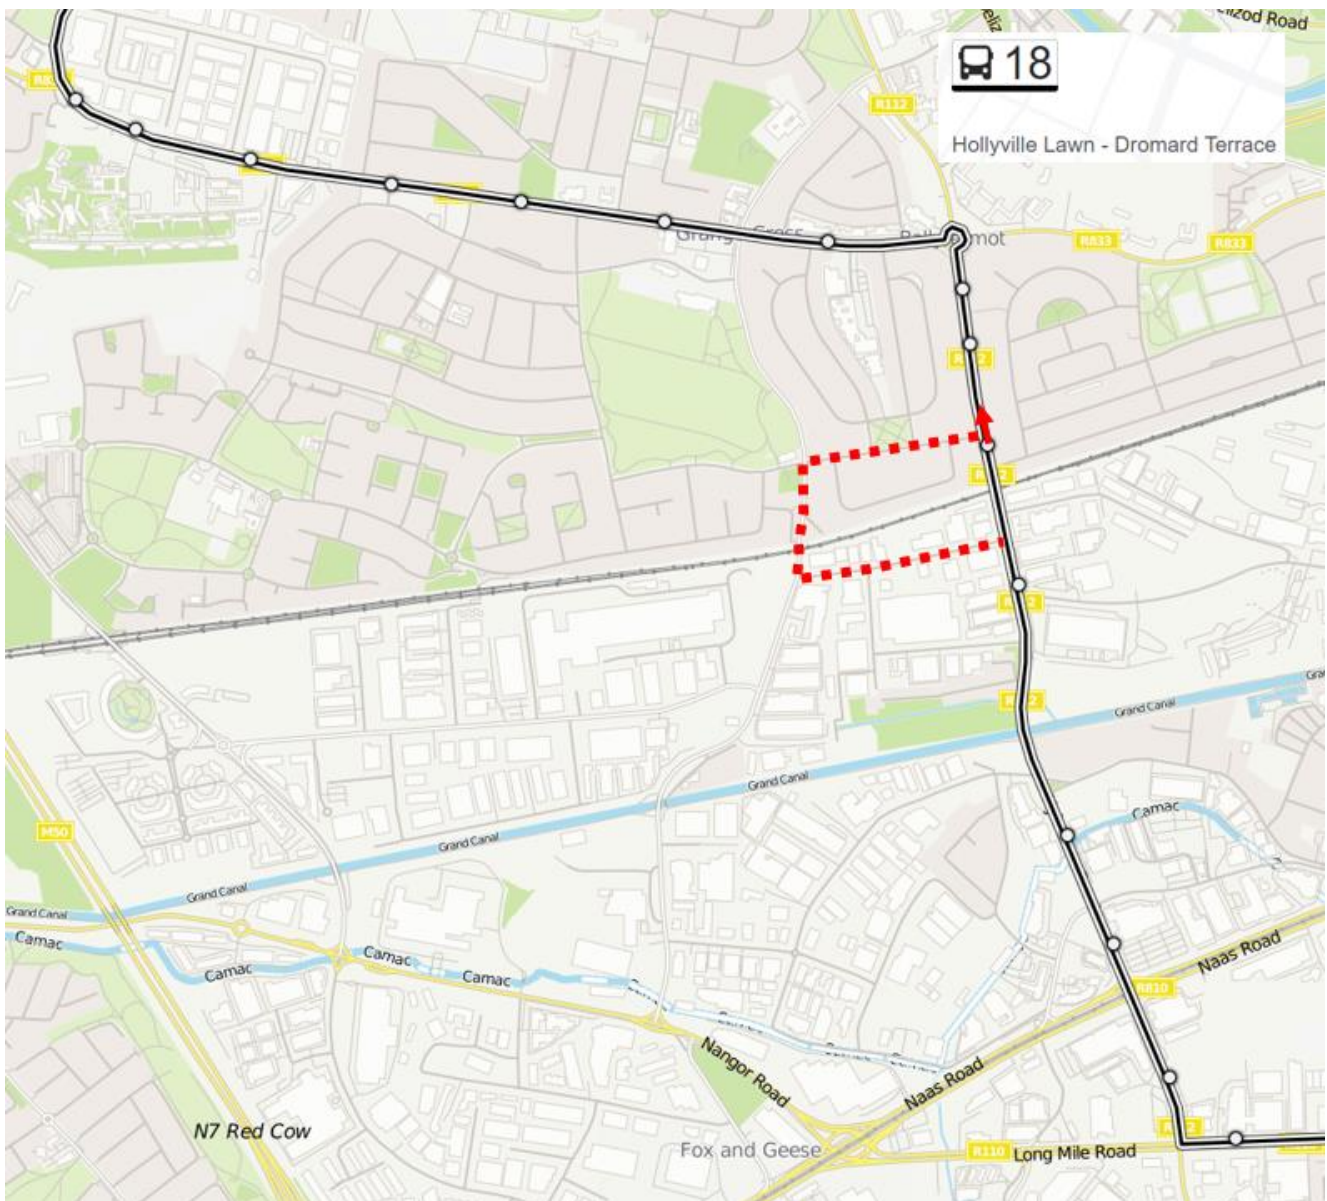 elizod Road
18
Hollyville Lawn - Dromard Terrace
R112
R833
R833
Grand Canal
Grand Canal
Grand Canal
Camac
M50
Grand Canal
Grand Canal
Camac
Camac
Camac
Camac
Naas Road
R810
Nangor Road
Naas Road
N7 Red Cow
Fox and Geese
R110
Long Mile Road